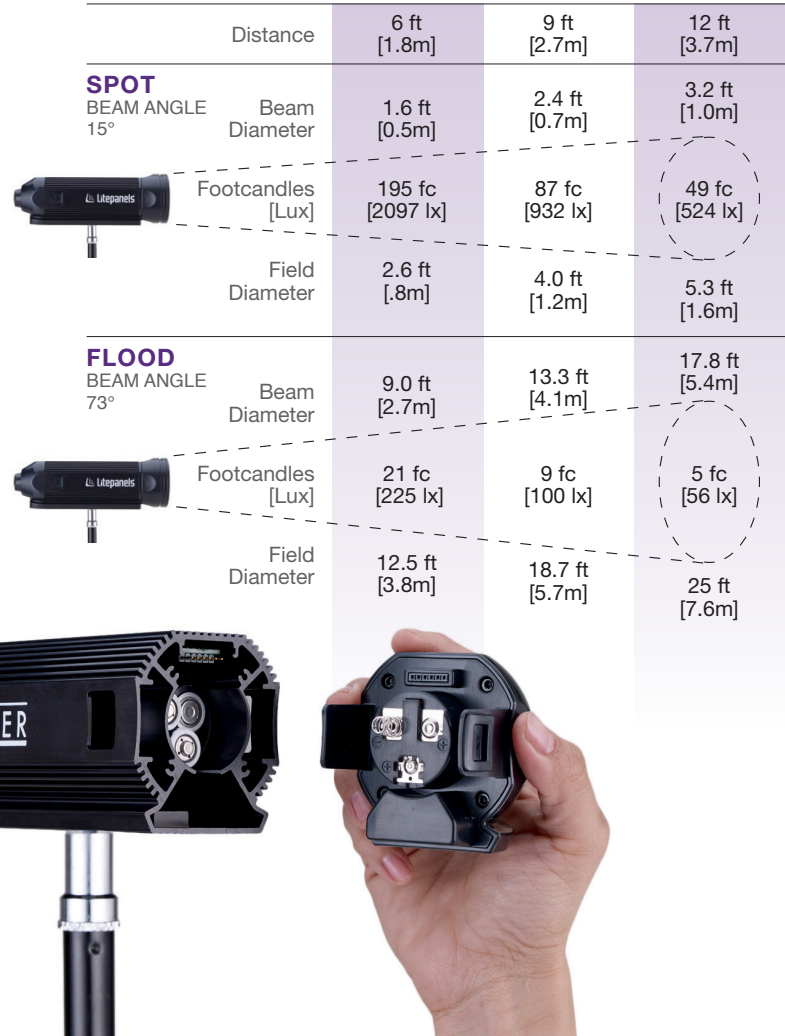 Distance 6 ft 9 ft 12 ft
[1.8m] [2.7m] [3.7m]
SPOT
BEAM ANGLE
15°
Beam
Diameter
1.6 ft
[0.5m]
2.4 ft
[0.7m]
3.2 ft
[1.0m]
Litepanels
Footcandles
[Lux]
195 fc
[2097 lx]
87 fc
[932 lx]
49 fc
[524 lx]
Field
Diameter
2.6 ft
[.8m]
4.0 ft
[1.2m]
5.3 ft
[1.6m]
FLOOD
BEAM ANGLE
73°
Beam
Diameter
9.0 ft
[2.7m]
13.3 ft
[4.1m]
17.8 ft
[5.4m]
Litepanels
Footcandles
[Lux]
21 fc
[225 lx]
9 fc
[100 lx]
5 fc
[56 lx]
Field
Diameter
12.5 ft
[3.8m]
18.7 ft
[5.7m]
25 ft
[7.6m]
ER